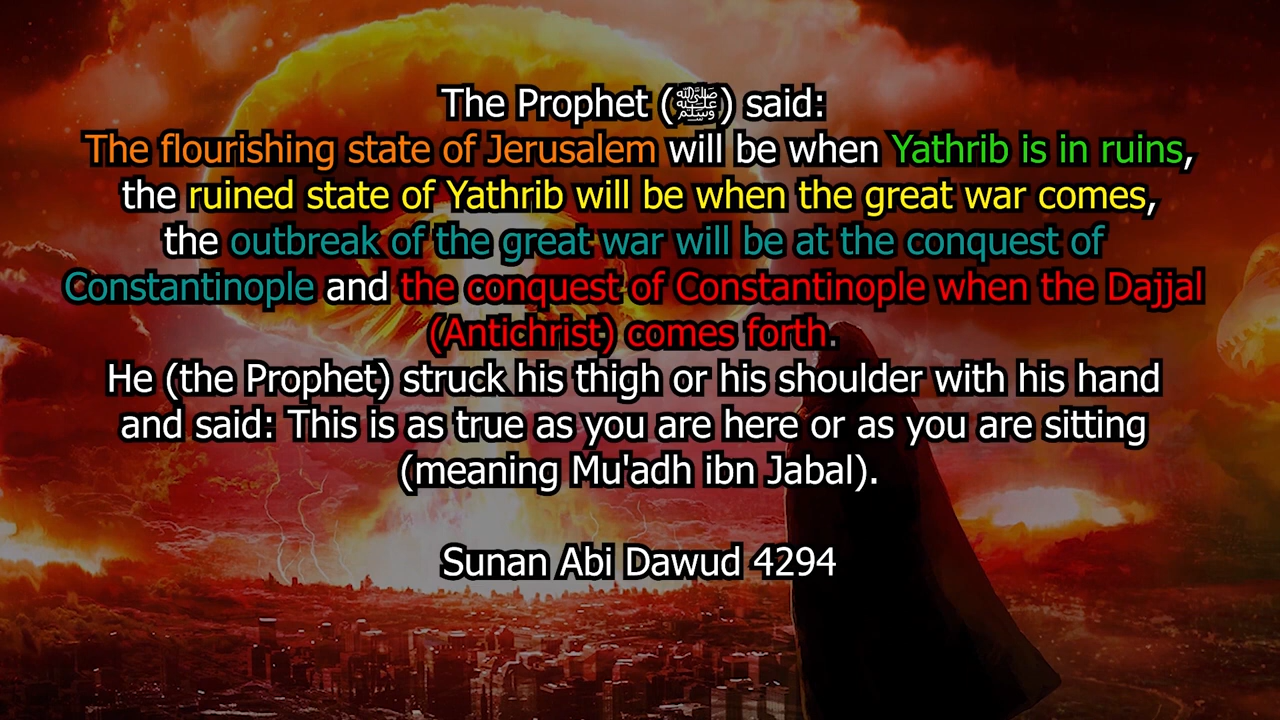 The Prophet (ﷺ) said:
The flourishing state of Jerusalem will be when Yathrib is in ruins,
the ruined state of Yathrib will be when the great war comes,
the outbreak of the great war will be at the conquest of
Constantinople and the conquest of Constantinople when the Dajjal
(Antichrist) comes forth.
He (the Prophet) struck his thigh or his shoulder with his hand
and said: This is as true as you are here or as you are sitting
(meaning Mu'adh ibn Jabal).
Sunan Abi Dawud 4294